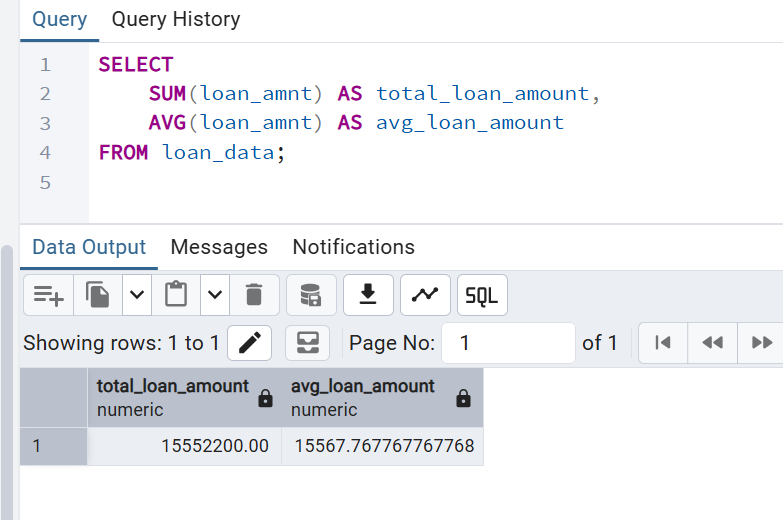 Query Query History
1 SELECT
2 SUM(loan_amnt) AS total_loan_amount,
3 AVG(loan_amnt) AS avg_loan_amount
4 FROM loan_data;
5
Data Output Messages Notifications
SQL
Showing rows: 1 to 1 Page No: 1 of 1
total_loan_amount avg_loan_amount
numeric numeric
1 15552200.00 15567.767767767768